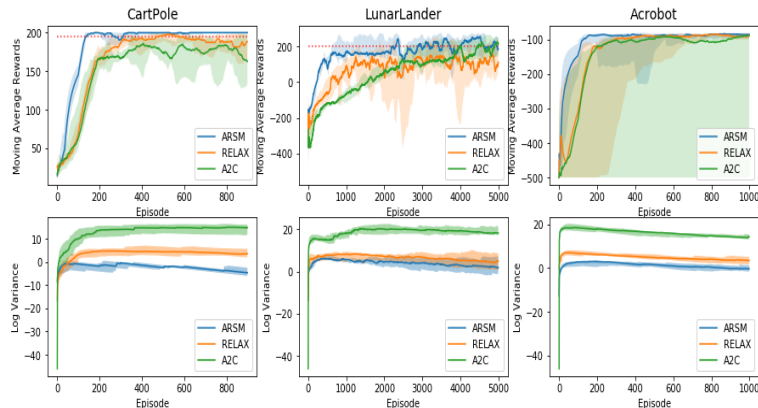 CartPole
LunarLander
Acrobot
Moving Average Rewards
200
150
100
50
ARSM
RELAX
A2C
0 200 400 600 800
Episode
Moving Average Rewards
200
0
−200
−400
ARSM
RELAX
A2C
0 1000 2000 3000 4000 5000
Episode
Moving Average Rewards
−100
−200
−300
−400
−500
ARSM
RELAX
A2C
0 200 400 600 800 1000
Episode
Log Variance
10
0
−10
−20
−30
−40
ARSM
RELAX
A2C
0 200 400 600 800
Episode
Log Variance
20
0
−20
−40
ARSM
RELAX
A2C
0 1000 2000 3000 4000 5000
Episode
Log Variance
20
0
−20
−40
ARSM
RELAX
A2C
0 200 400 600 800 1000
Episode